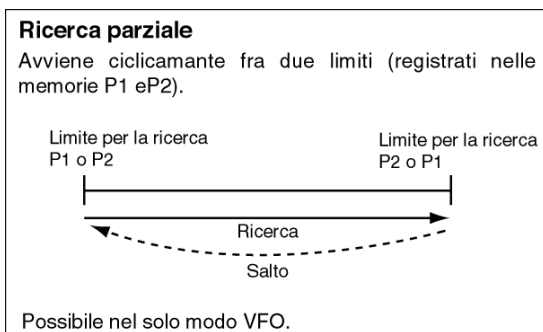 Ricerca parziale
Avviene ciclicamante fra due limiti (registrati nelle
memorie P1 eP2).
Limite per la ricerca
P1 o P2
Limite per la ricerca
P2 o P1
Ricerca
Salto
Possibile nel solo modo VFO.